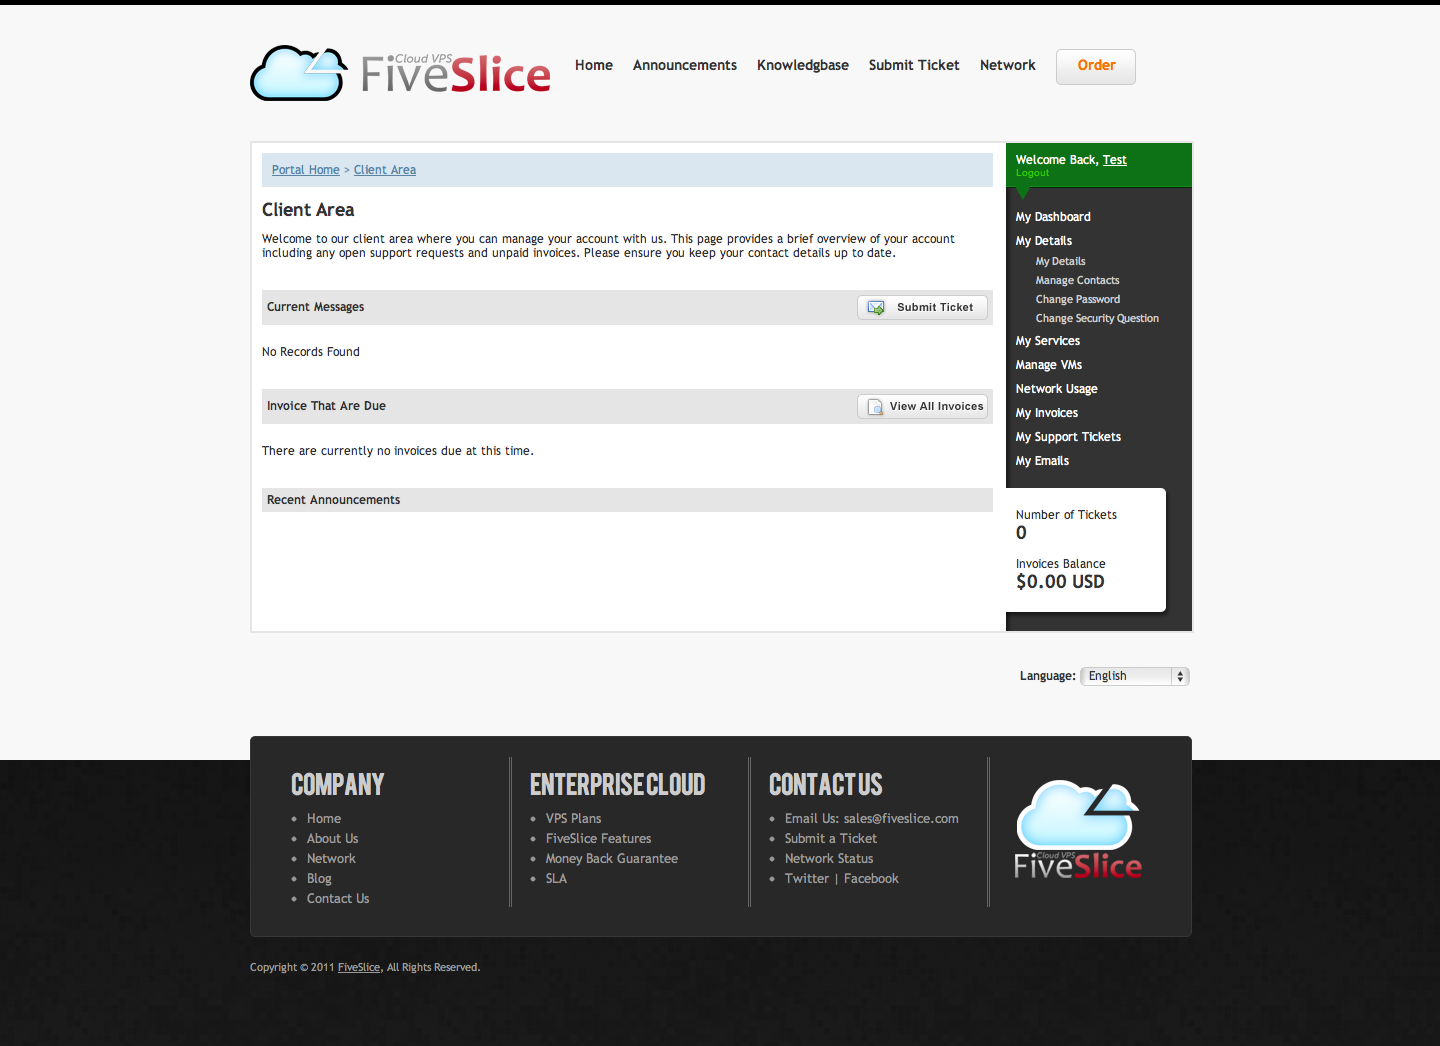 Cloud VPS
FiveSlice
Home Announcements Knowledgbase Submit Ticket Network Order
Portal Home > Client Area
Client Area
Welcome to our client area where you can manage your account with us. This page provides a brief overview of your account
including any open support requests and unpaid invoices. Please ensure you keep your contact details up to date.
Current Messages
Submit Ticket
No Records Found
Invoice That Are Due
View All Invoices
There are currently no invoices due at this time.
Recent Announcements
Welcome Back, Test
Logout
My Dashboard
My Details
My Details
Manage Contacts
Change Password
Change Security Question
My Services
Manage VMs
Network Usage
My Invoices
My Support Tickets
My Emails
Number of Tickets
0
Invoices Balance
$0.00 USD
Language: English
COMPANY
Home
About Us
Network
Blog
Contact Us
ENTERPRISE CLOUD
VPS Plans
FiveSlice Features
Money Back Guarantee
SLA
CONTACT US
Email Us: sales@fiveslice.com
Submit a Ticket
Network Status
Twitter | Facebook
Cloud VPS
FiveSlice
Copyright © 2011 FiveSlice, All Rights Reserved.